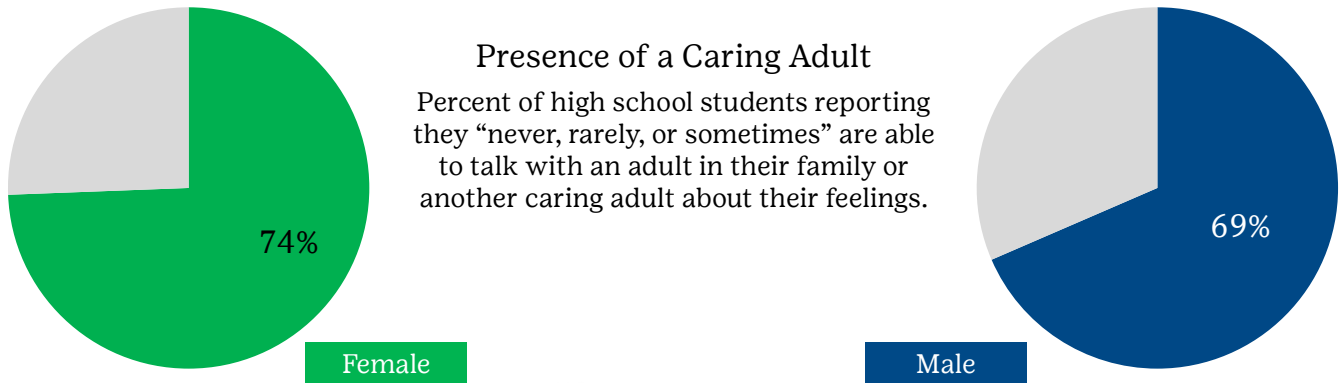 Presence of a Caring Adult
Percent of high school students reporting
they “never, rarely, or sometimes” are able
to talk with an adult in their family or
another caring adult about their feelings.
74%
69%
Female
Male